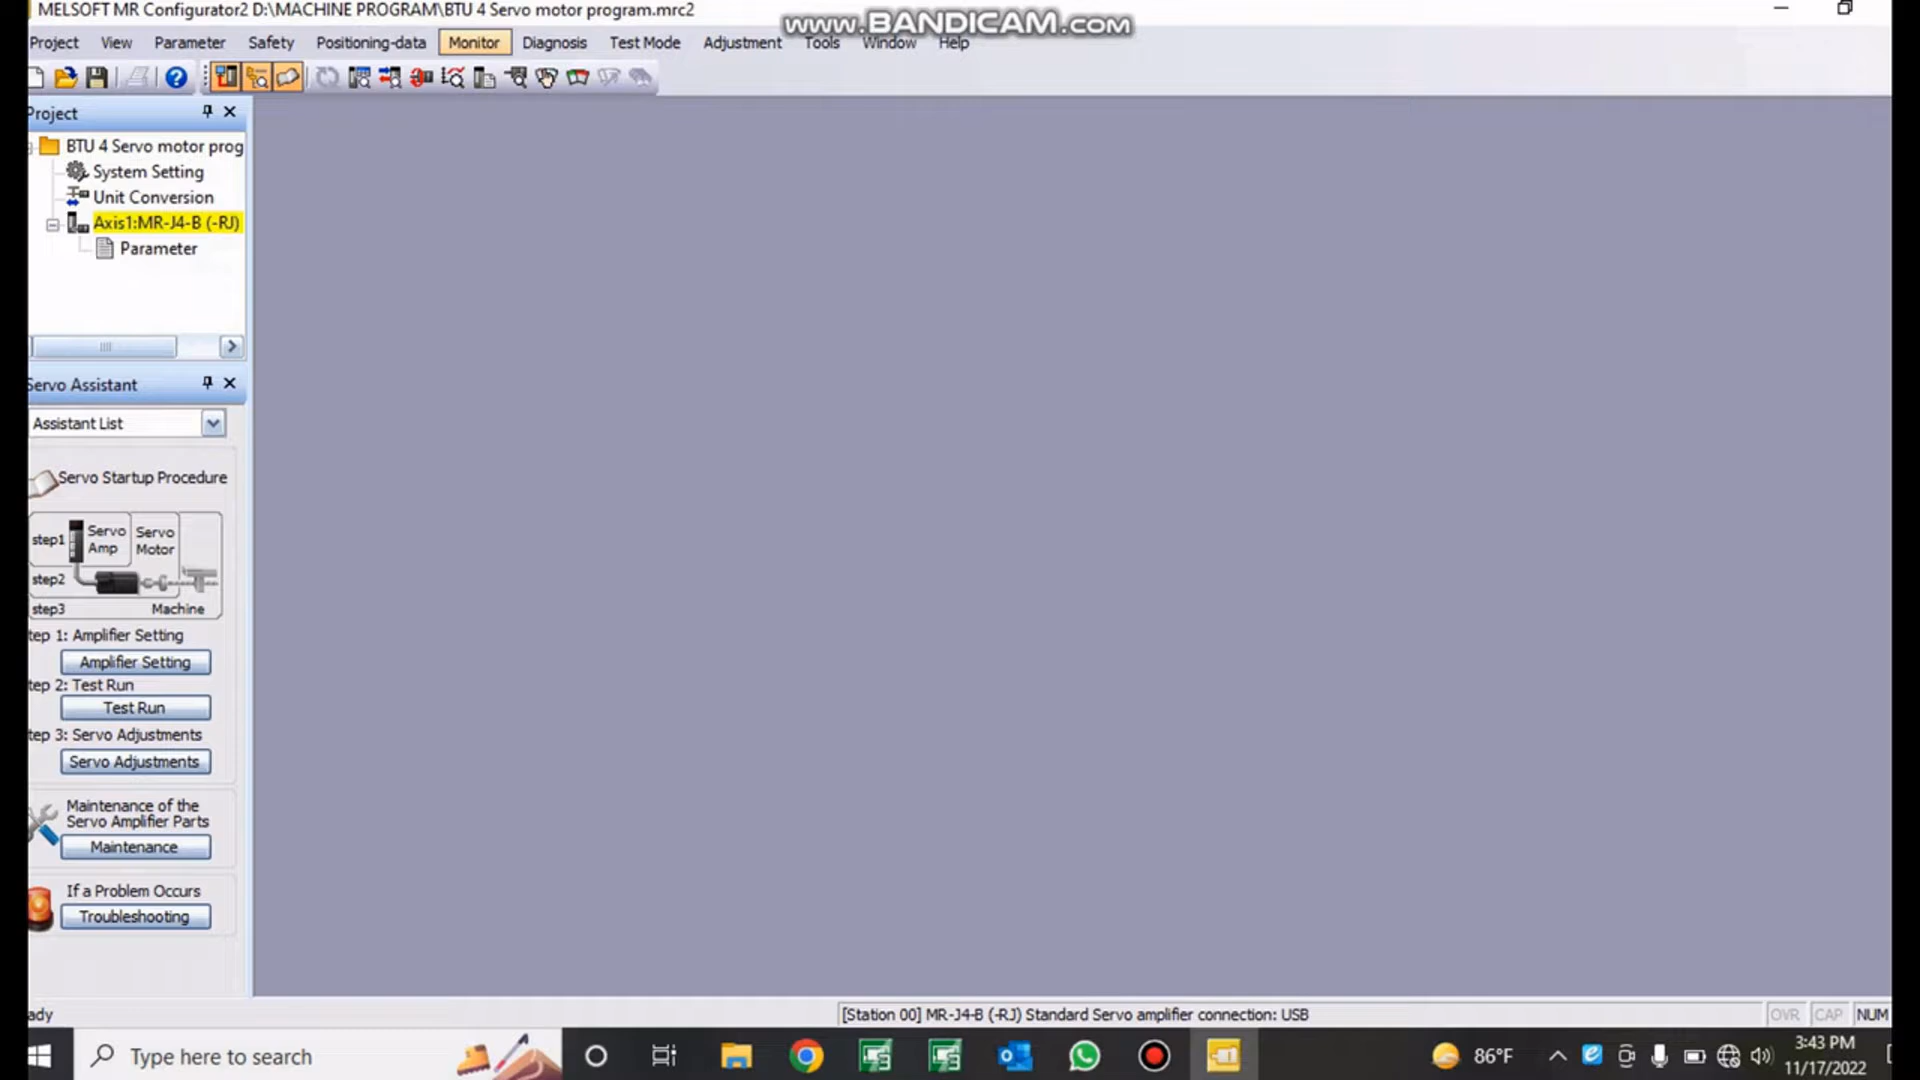 MELSOFT MR Configurator2 D:\MACHINE PROGRAM\BTU 4 Servo motor program.mrc2
www.BANDICAM.com
Project View Parameter Safety Positioning-data Monitor Diagnosis Test Mode Adjustment Tools Window Help
Project
BTU 4 Servo motor prog
System Setting
Unit Conversion
Axis1:MR-J4-B (-RJ)
Parameter
Servo Assistant
Assistant List
Servo Startup Procedure
step1 Servo Amp Servo Motor
step2
step3 Machine
tep 1: Amplifier Setting
Amplifier Setting
tep 2: Test Run
Test Run
tep 3: Servo Adjustments
Servo Adjustments
Maintenance of the
Servo Amplifier Parts
Maintenance
If a Problem Occurs
Troubleshooting
ady
[Station 00] MR-J4-B (-RJ) Standard Servo amplifier connection: USB
OVR CAP NUM
Type here to search
86°F
3:43 PM
11/17/2022